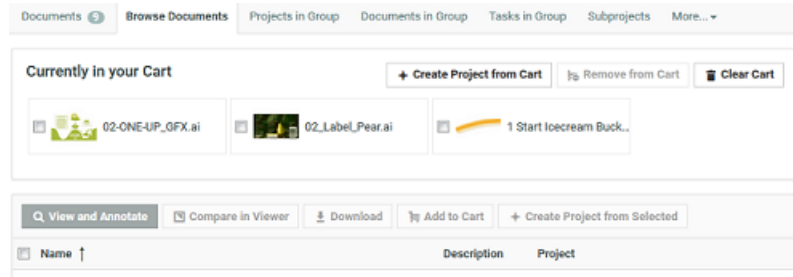 Documents 9 Browse Documents Projects in Group Documents in Group Tasks in Group Subprojects More...
Currently in your Cart
+ Create Project from Cart Remove from Cart Clear Cart
02-ONE-UP_GFX.ai 02_Label_Pear.ai 1 Start Icecream Buck...
View and Annotate Compare in Viewer Download Add to Cart + Create Project from Selected
Name ↑ Description Project